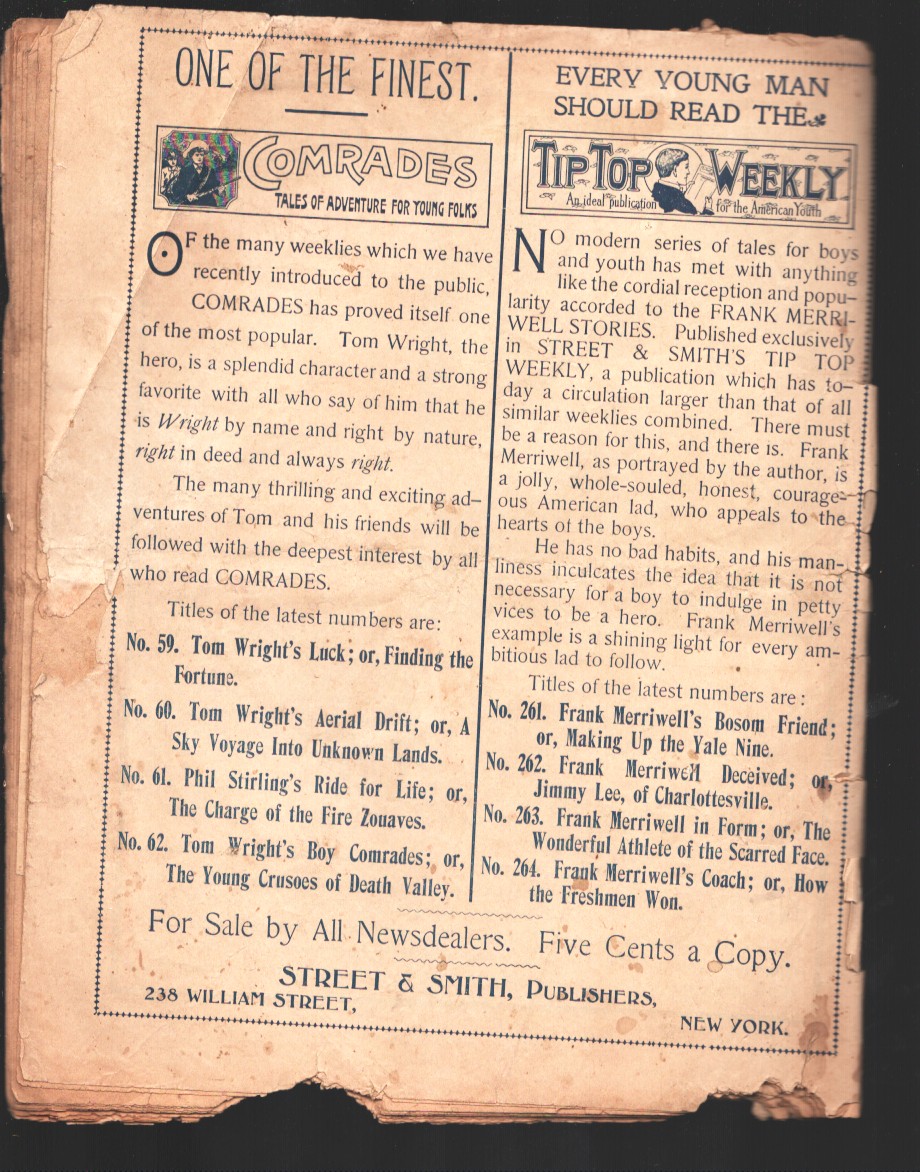 ONE OF THE FINEST.
COMRADES
TALES OF ADVENTURE FOR YOUNG FOLKS
OF the many weeklies which we have
recently introduced to the public,
COMRADES has proved itself one
of the most popular. Tom Wright, the
hero, is a splendid character and a strong
favorite with all who say of him that he
is Wright by name and right by nature,
right in deed and always right.
The many thrilling and exciting ad-
ventures of Tom and his friends will be
followed with the deepest interest by all
who read COMRADES.
Titles of the latest numbers are:
No. 59. Tom Wright's Luck; or, Finding the
Fortune.
No. 60. Tom Wright's Aerial Drift; or, A
Sky Voyage Into Unknown Lands.
No. 61. Phil Stirling's Ride for Life; or,
The Charge of the Fire Zouaves.
No. 62. Tom Wright's Boy Comrades; or,
The Young Crusoes of Death Valley.
EVERY YOUNG MAN
SHOULD READ THE
TIP TOP WEEKLY
An ideal publication for the American Youth
NO modern series of tales for boys
and youth has met with anything
like the cordial reception and popu-
larity accorded to the FRANK MERRI-
WELL STORIES. Published exclusively
in STREET & SMITH'S TIP TOP
WEEKLY, a publication which has to-
day a circulation larger than that of all
similar weeklies combined. There must
be a reason for this, and there is. Frank
Merriwell, as portrayed by the author, is
a jolly, whole-souled, honest, courage-
ous American lad, who appeals to the
hearts of the boys.
He has no bad habits, and his man-
liness inculcates the idea that it is not
necessary for a boy to indulge in petty
vices to be a hero. Frank Merriwell's
example is a shining light for every am-
bitious lad to follow.
Titles of the latest numbers are:
No. 261. Frank Merriwell's Bosom Friend;
or, Making Up the Yale Nine.
No. 262. Frank Merriwell Deceived; or,
Jimmy Lee, of Charlottesville.
No. 263. Frank Merriwell in Form; or, The
Wonderful Athlete of the Scarred Face.
No. 264. Frank Merriwell's Coach; or, How
the Freshmen Won.
For Sale by All Newsdealers. Five Cents a Copy.
STREET & SMITH, PUBLISHERS,
238 WILLIAM STREET,
NEW YORK.